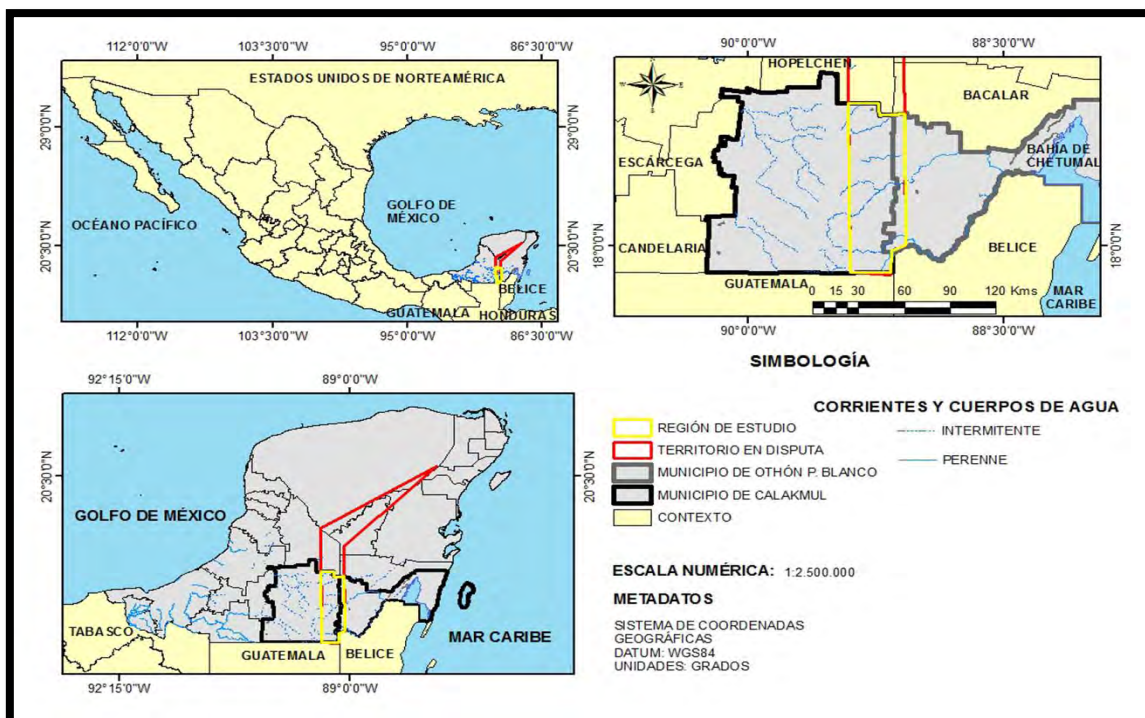 112°0'0"W
103°30'0"W
95°0'0"W
86°30'0"W
29°0'0"N
20°30'0"N
ESTADOS UNIDOS DE NORTEAMÉRICA
GOLFO DE
MÉXICO
OCÉANO PACÍFICO
BELICE
GUATEMALA
HONDURAS
112°0'0"W
103°30'0"W
95°0'0"W
86°30'0"W
20°30'0"N
90°0'0"W
88°30'0"W
HOPELCHEN
BACALAR
ESCÁRCEGA
BAHÍA DE
CHETUMAL
CANDELARIA
BELICE
18°0'0"N
18°0'0"N
GUATEMALA
0 15 30 60 90 120 Kms
MAR
CARIBE
90°0'0"W
88°30'0"W
92°15'0"W
89°0'0"W
20°30'0"N
20°30'0"N
GOLFO DE MÉXICO
TABASCO
MAR CARIBE
GUATEMALA
BELICE
92°15'0"W
89°0'0"W
SIMBOLOGÍA
REGIÓN DE ESTUDIO
TERRITORIO EN DISPUTA
MUNICIPIO DE OTHÓN P. BLANCO
MUNICIPIO DE CALAKMUL
CONTEXTO
CORRIENTES Y CUERPOS DE AGUA
INTERMITENTE
PERENNE
ESCALA NUMÉRICA: 1:2.500.000
METADATOS
SISTEMA DE COORDENADAS
GEOGRÁFICAS
DATUM: WGS84
UNIDADES: GRADOS